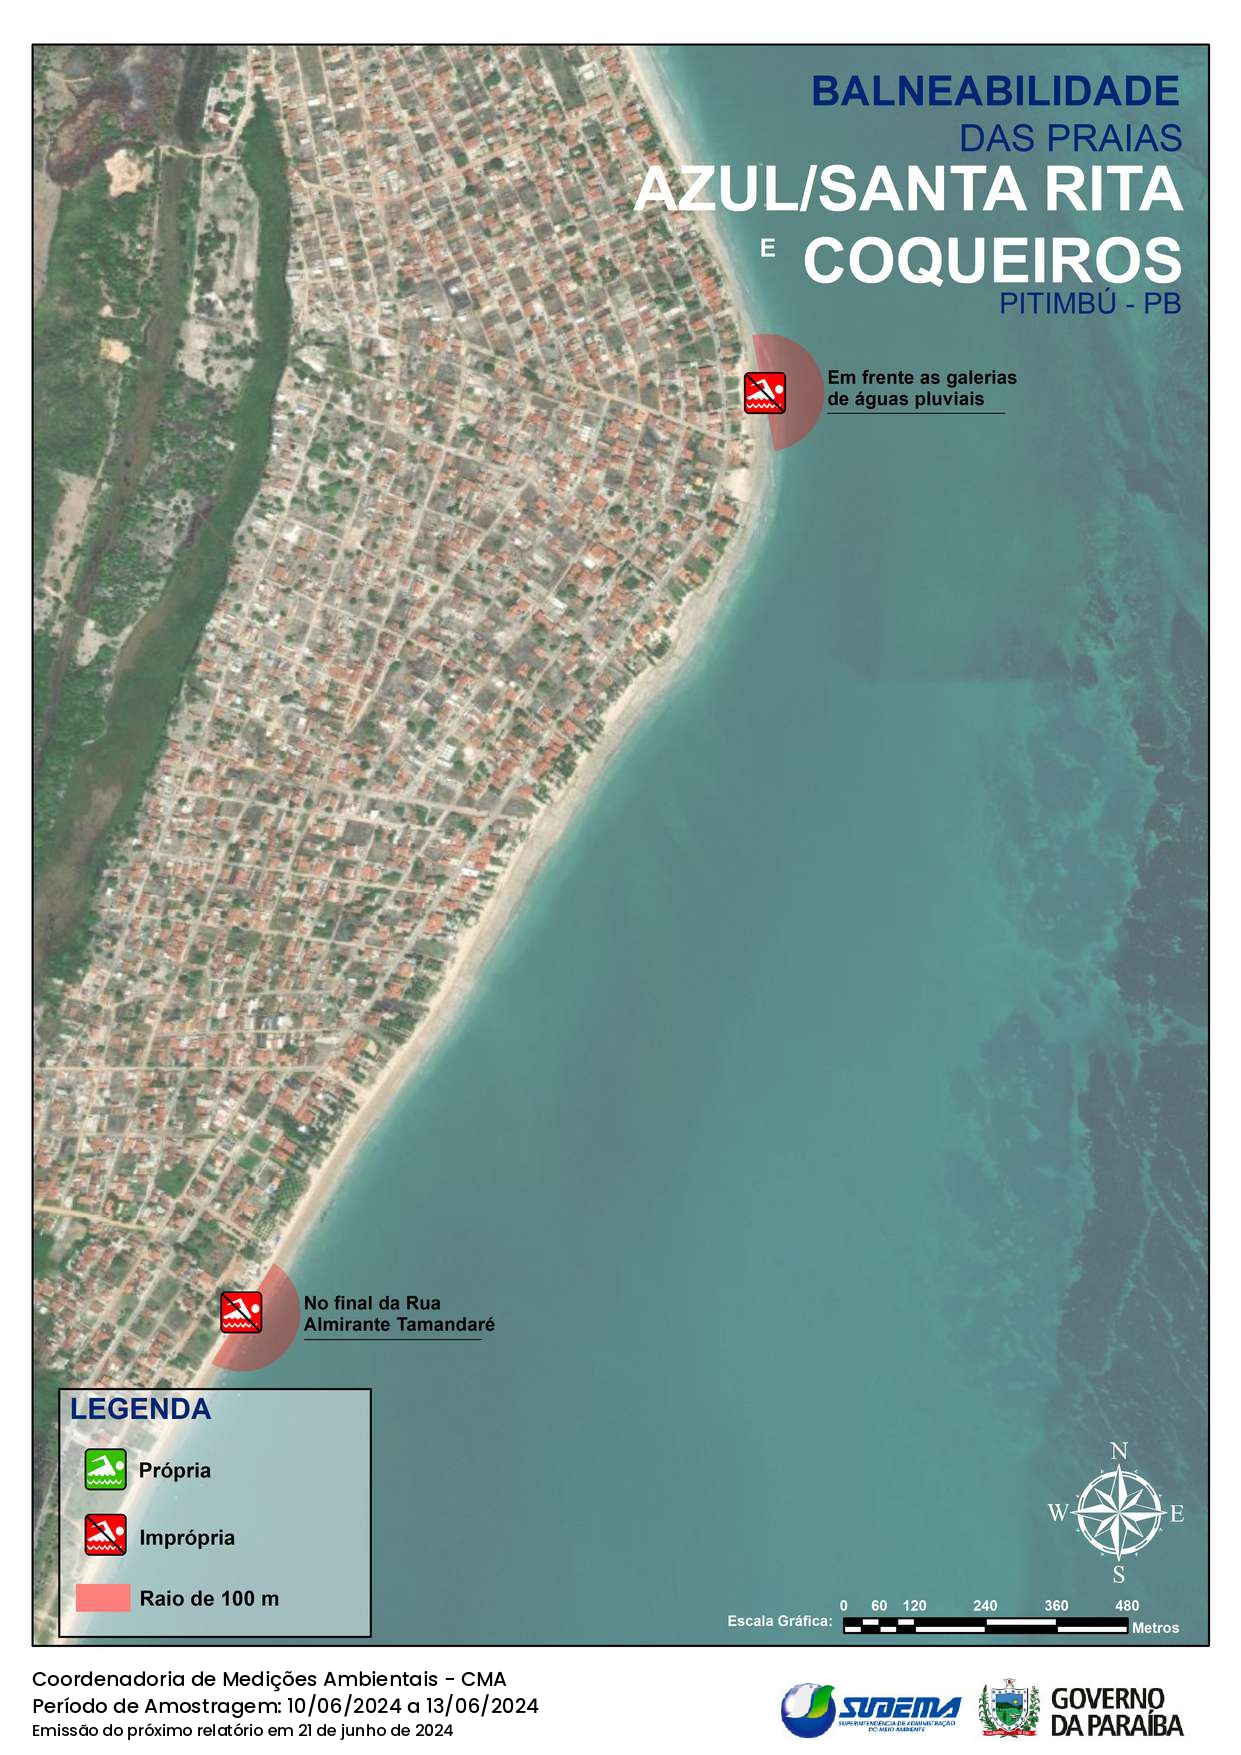 BALNEABILIDADE
DAS PRAIAS
AZUL/SANTA RITA
E COQUEIROS
PITIMBÚ - PB
Em frente as galerias
de águas pluviais
No final da Rua
Almirante Tamandaré
LEGENDA
Própria
Imprópria
Raio de 100 m
N
W E
S
0 60 120 240 360 480
Escala Gráfica:
Metros
Coordenadoria de Medições Ambientais - CMA
Período de Amostragem: 10/06/2024 a 13/06/2024
Emissão do próximo relatório em 21 de junho de 2024
SUDEMA
SUPERINTENDÊNCIA DE ADMINISTRAÇÃO
DO MEIO AMBIENTE
GOVERNO
DA PARAÍBA